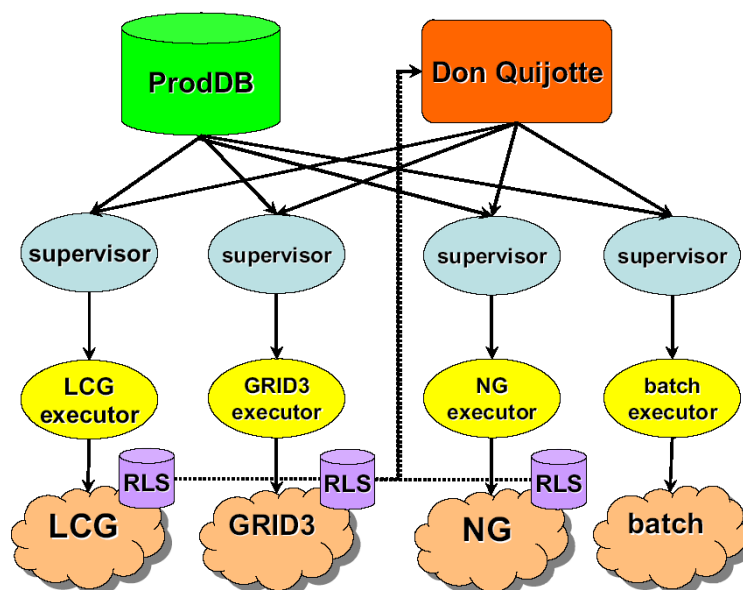 ProdDB
Don Quijotte
supervisor
supervisor
supervisor
supervisor
LCG
executor
GRID3
executor
NG
executor
batch
executor
RLS
RLS
RLS
LCG
GRID3
NG
batch